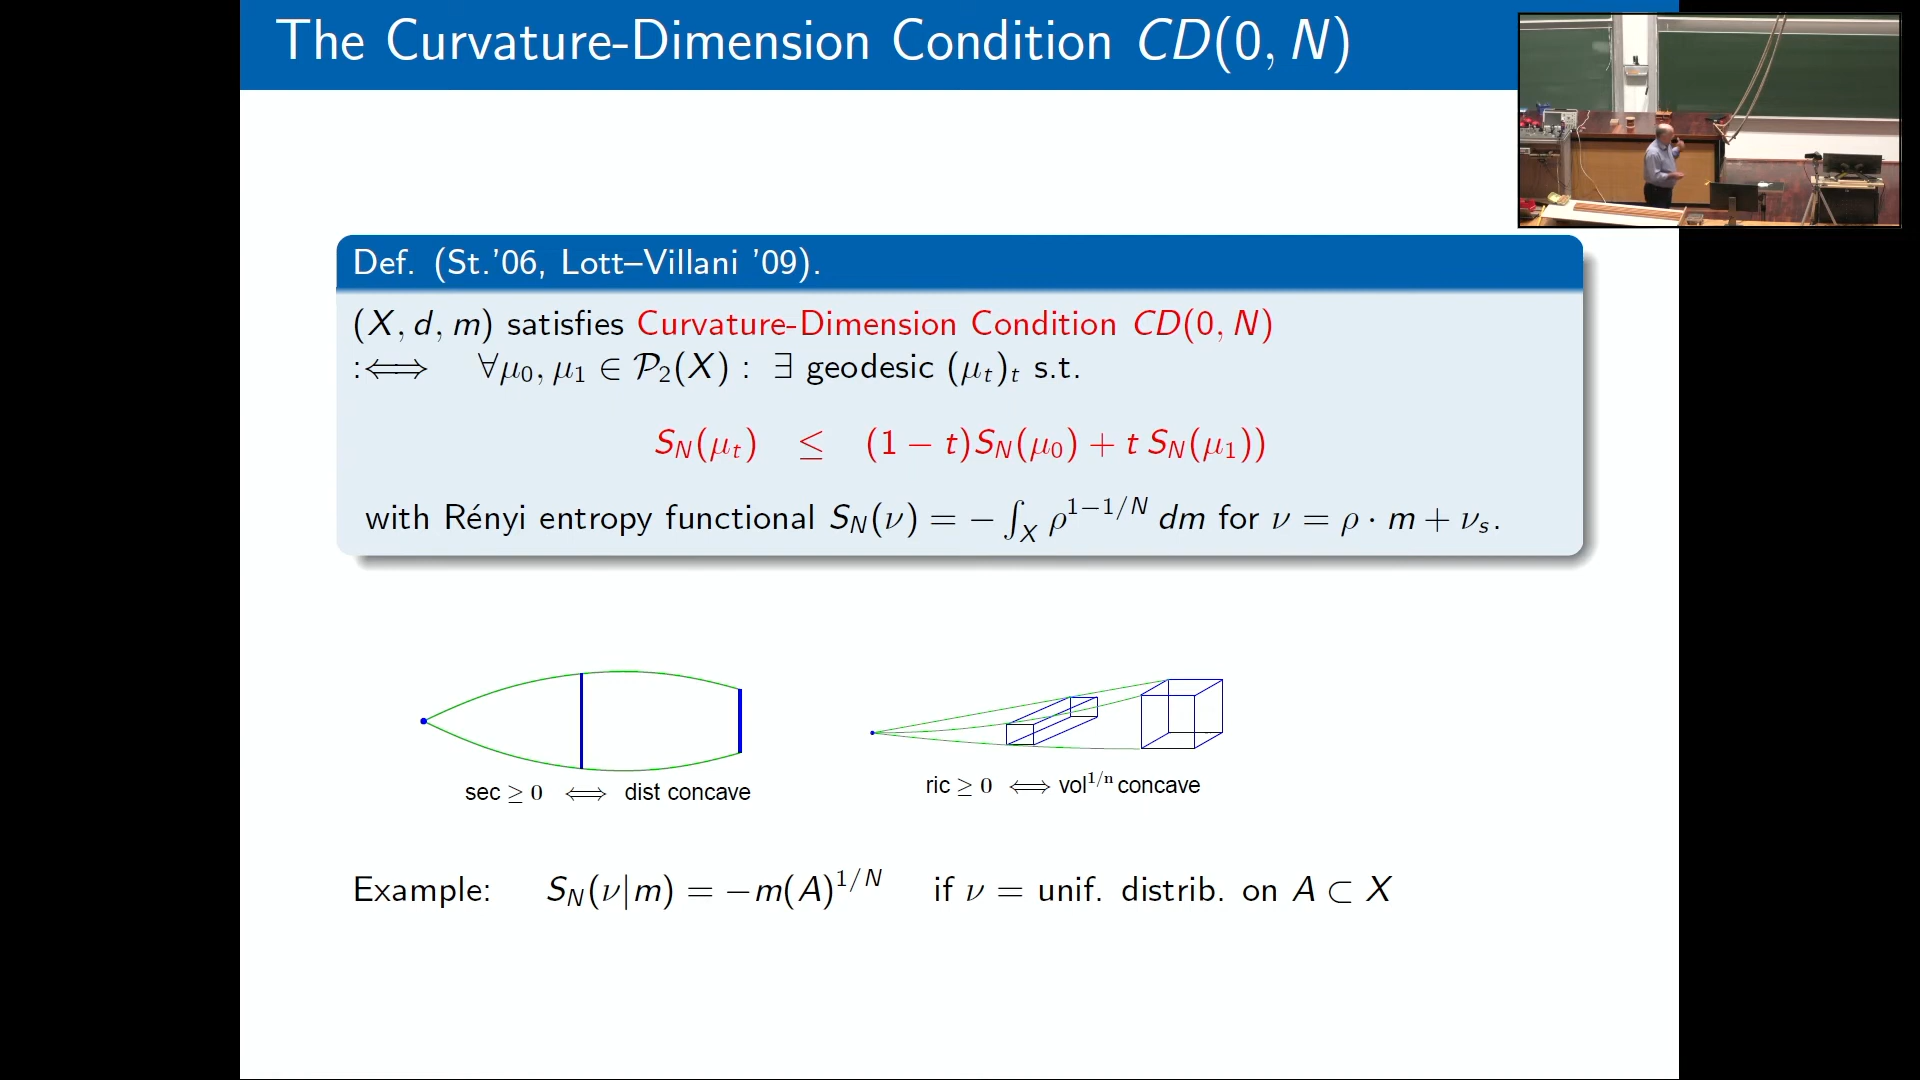 The Curvature-Dimension Condition CD(0, N)
Def. (St.'06, Lott–Villani '09).
(X, d, m) satisfies Curvature-Dimension Condition CD(0, N)
:⟺ ∀μ₀, μ₁ ∈ 𝒫₂(X) : ∃ geodesic (μₜ)ₜ s.t.
S_N(μₜ) ≤ (1 − t)S_N(μ₀) + t S_N(μ₁))
with Rényi entropy functional S_N(ν) = − ∫_X ρ^{1−1/N} dm for ν = ρ · m + ν_s.
sec ≥ 0 ⟺ dist concave
ric ≥ 0 ⟺ vol^{1/n} concave
Example: S_N(ν|m) = −m(A)^{1/N} if ν = unif. distrib. on A ⊂ X